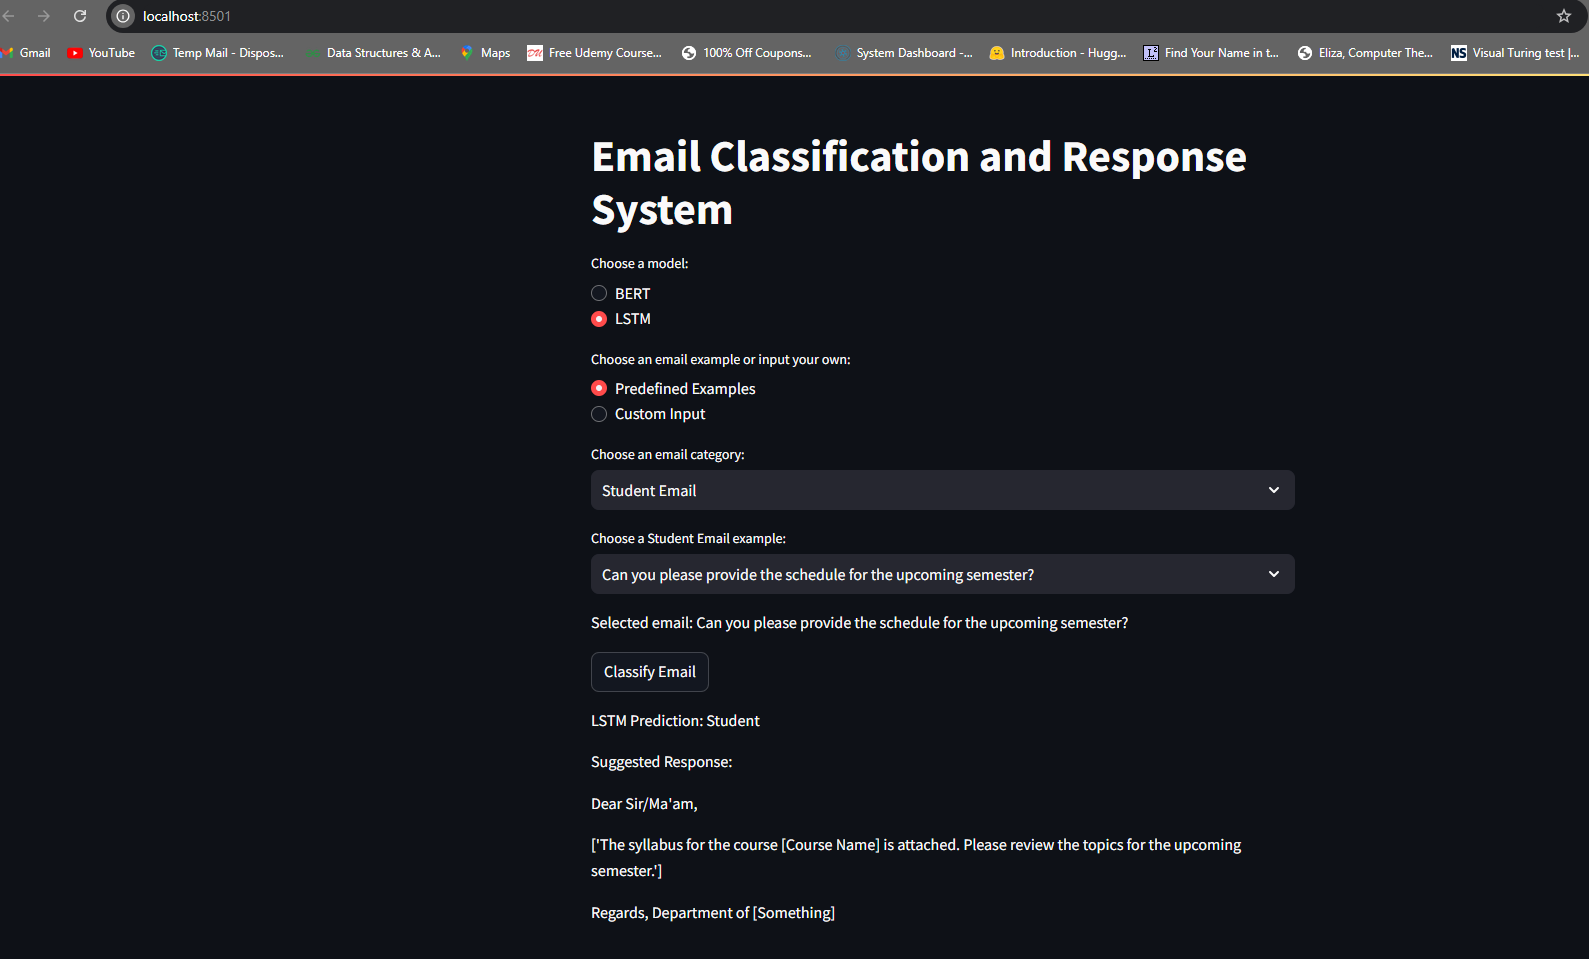 localhost:8501
Gmail YouTube Temp Mail - Dispos... Data Structures & A... Maps DU Free Udemy Course... 100% Off Coupons... System Dashboard -... Introduction - Hugg... Find Your Name in t... Eliza, Computer The... NS Visual Turing test |...
Email Classification and Response
System
Choose a model:
BERT
LSTM
Choose an email example or input your own:
Predefined Examples
Custom Input
Choose an email category:
Student Email
Choose a Student Email example:
Can you please provide the schedule for the upcoming semester?
Selected email: Can you please provide the schedule for the upcoming semester?
Classify Email
LSTM Prediction: Student
Suggested Response:
Dear Sir/Ma'am,
['The syllabus for the course [Course Name] is attached. Please review the topics for the upcoming
semester.']
Regards, Department of [Something]